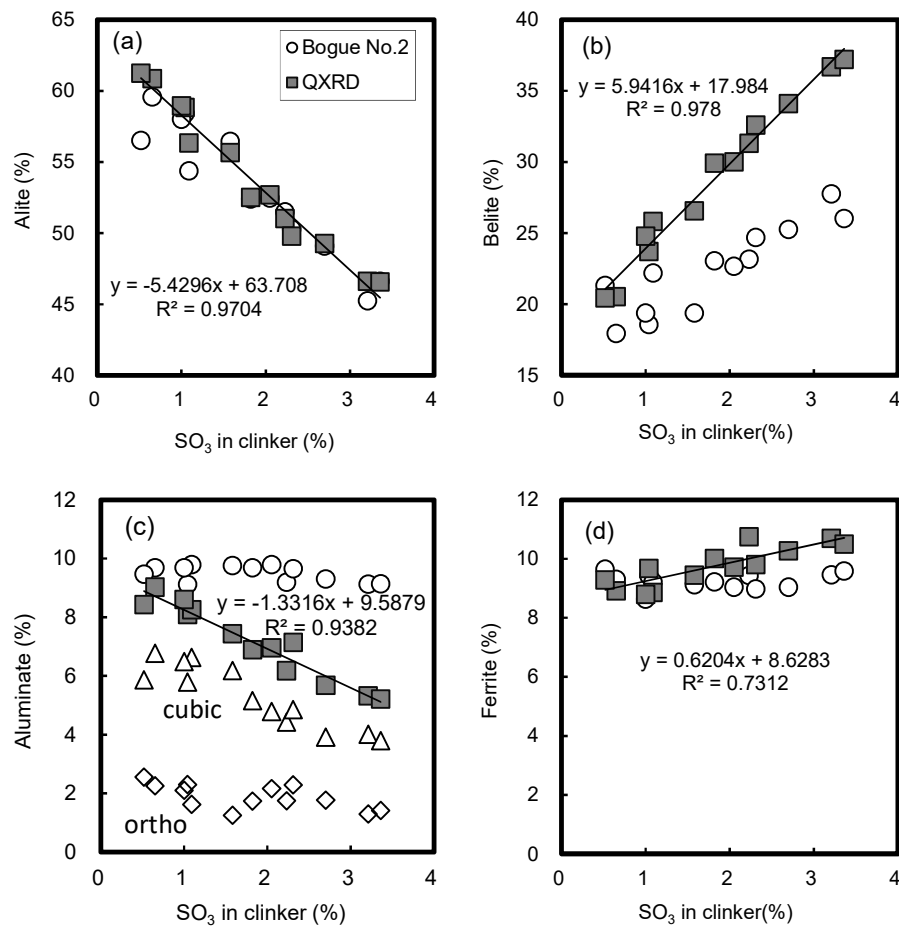 (a)
Bogue No.2
QXRD
y = -5.4296x + 63.708
R² = 0.9704
65
60
55
50
45
40
Alite (%)
0 1 2 3 4
SO₃ in clinker (%)
(b)
y = 5.9416x + 17.984
R² = 0.978
45
40
35
30
25
20
15
Belite (%)
0 1 2 3 4
SO₃ in clinker(%)
(c)
y = -1.3316x + 9.5879
R² = 0.9382
cubic
ortho
12
10
8
6
4
2
0
Aluminate (%)
0 1 2 3 4
SO₃ in clinker (%)
(d)
y = 0.6204x + 8.6283
R² = 0.7312
12
10
8
6
4
2
0
Ferrite (%)
0 1 2 3 4
SO₃ in clinker(%)